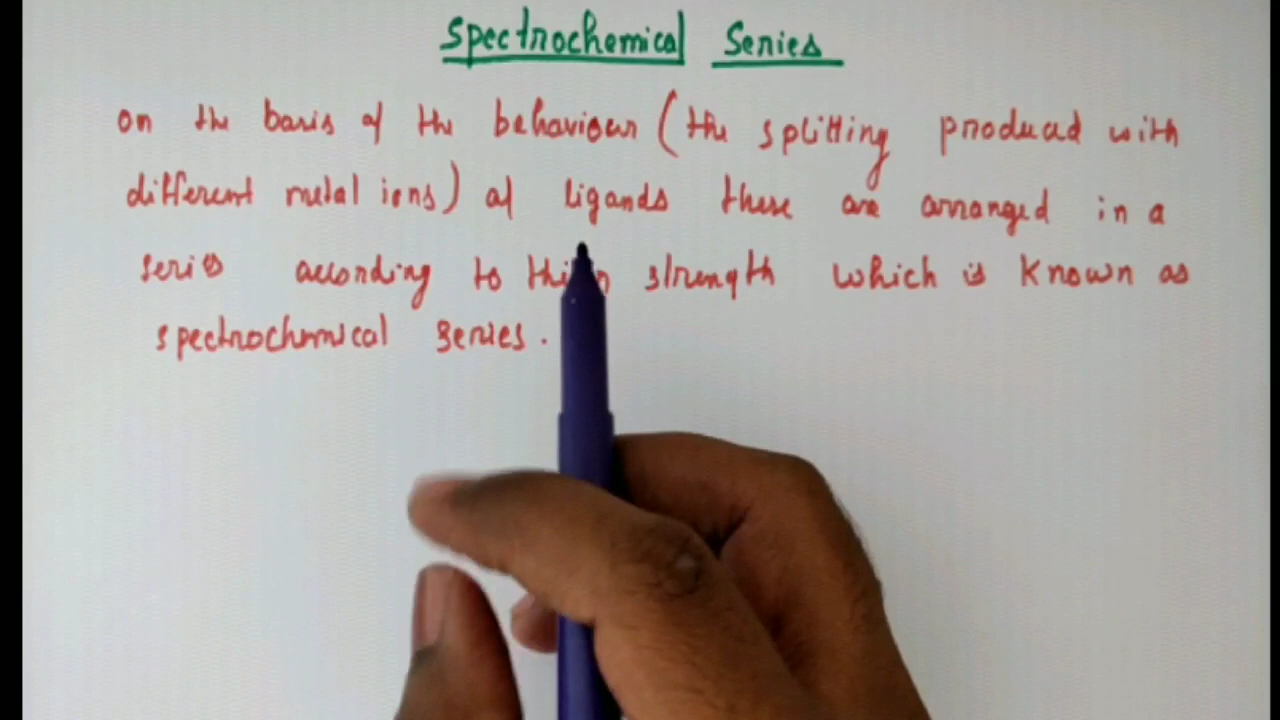 Spectrochemical Series
on the basis of the behaviour (the splitting produced with
different metal ions) of ligands these are arranged in a
series according to their strength which is known as
spectrochemical series.